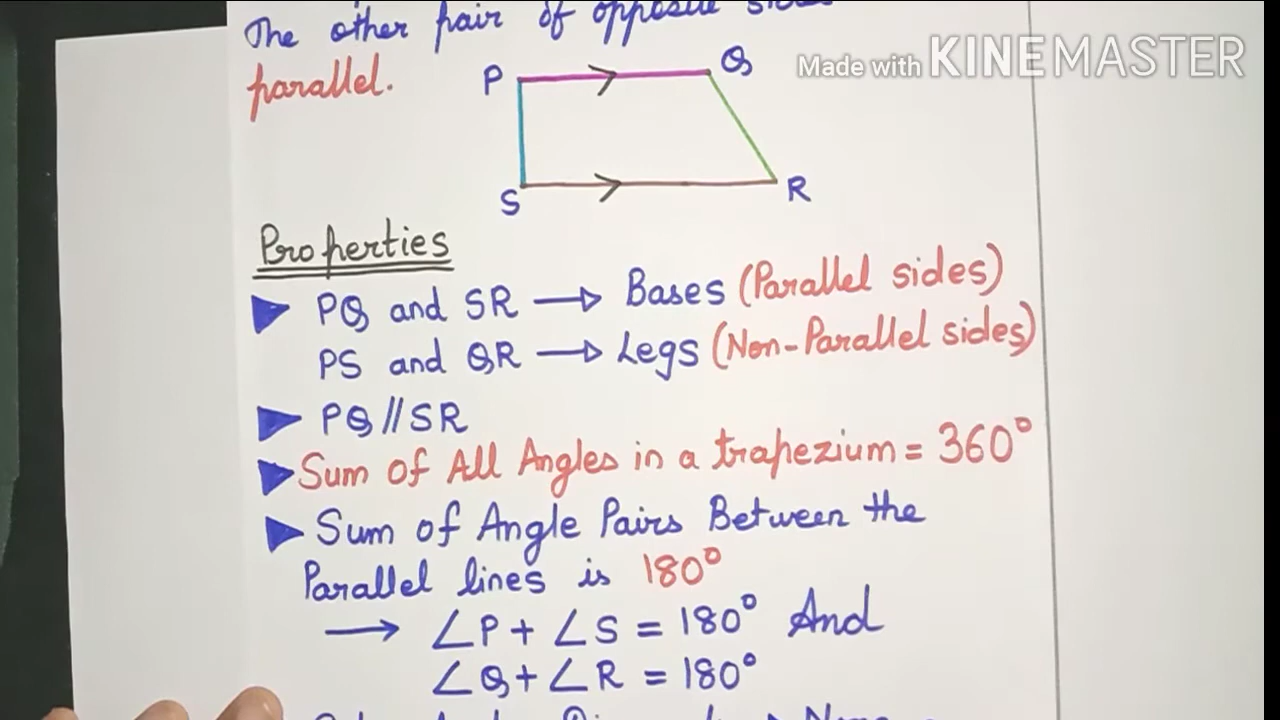 The other pair of opposite
parallel.
Made with KINEMASTER
P
Q
S
R
Properties
PQ and SR → Bases (Parallel sides)
PS and QR → Legs (Non-Parallel sides)
PQ // SR
Sum of All Angles in a trapezium = 360°
Sum of Angle Pairs Between the
Parallel lines is 180°
→ ∠P + ∠S = 180° And
∠Q + ∠R = 180°